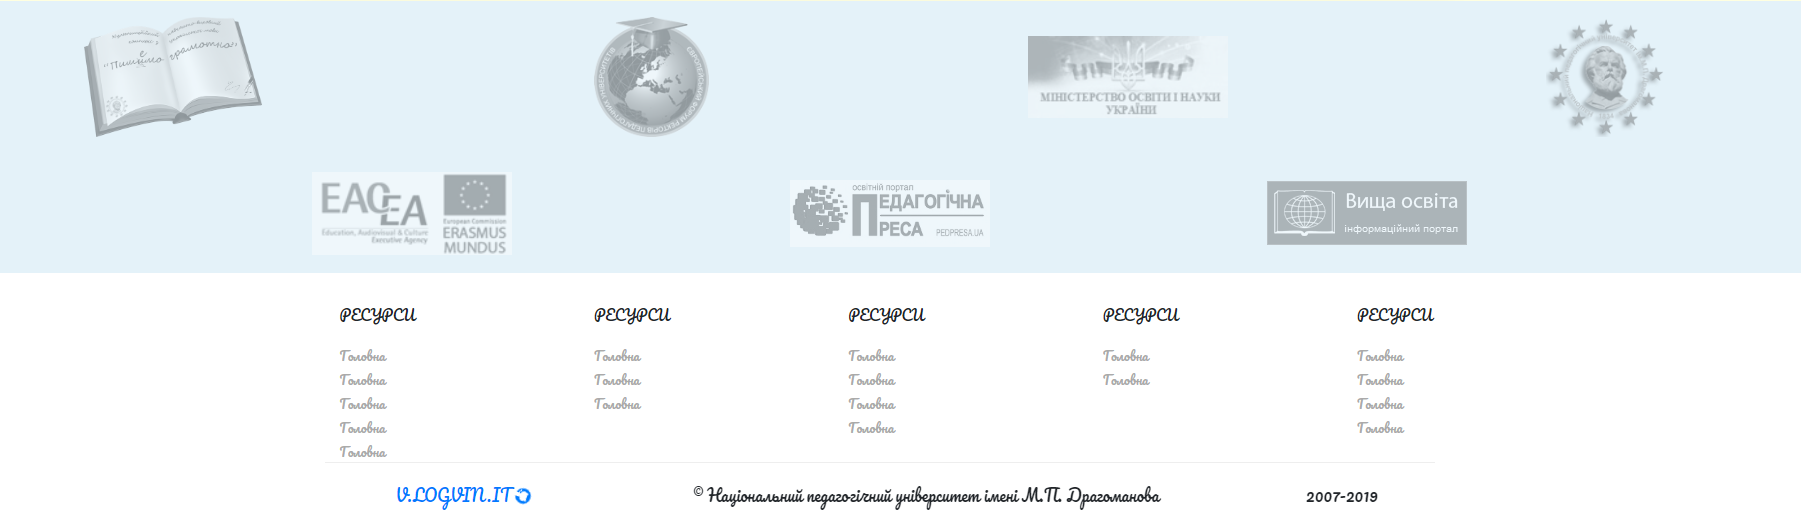 "Пишемо грамотно"
МІНІСТЕРСТВО ОСВІТИ І НАУКИ
УКРАЇНИ
EACEA
Education, Audiovisual & Culture
Executive Agency
European Commission
ERASMUS
MUNDUS
освітній портал
ПЕДАГОГІЧНА
ПРЕСА
PEDPRESA.UA
Вища освіта
інформаційний портал
РЕСУРСИ РЕСУРСИ РЕСУРСИ РЕСУРСИ РЕСУРСИ
Головна Головна Головна Головна Головна
Головна Головна Головна Головна Головна
Головна Головна Головна Головна
Головна Головна Головна
Головна
V.LOGVIN.IT © Національний педагогічний університет імені М.П. Драгоманова 2007-2019